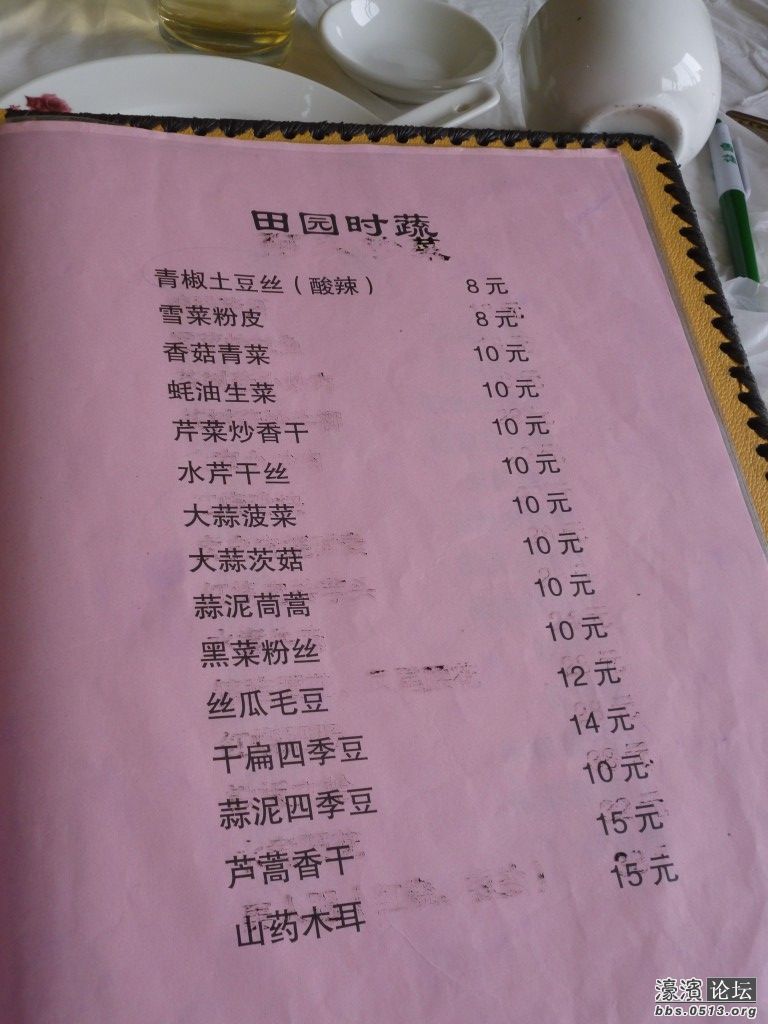 田园时蔬
青椒土豆丝（酸辣） 8元
雪菜粉皮 8元
香菇青菜 10元
蚝油生菜 10元
芹菜炒香干 10元
水芹干丝 10元
大蒜菠菜 10元
大蒜茨菇 10元
蒜泥茼蒿 10元
黑菜粉丝 10元
丝瓜毛豆 12元
干扁四季豆 14元
蒜泥四季豆 10元
芦蒿香干 15元
山药木耳 15元
濠滨论坛
bbs.0513.org